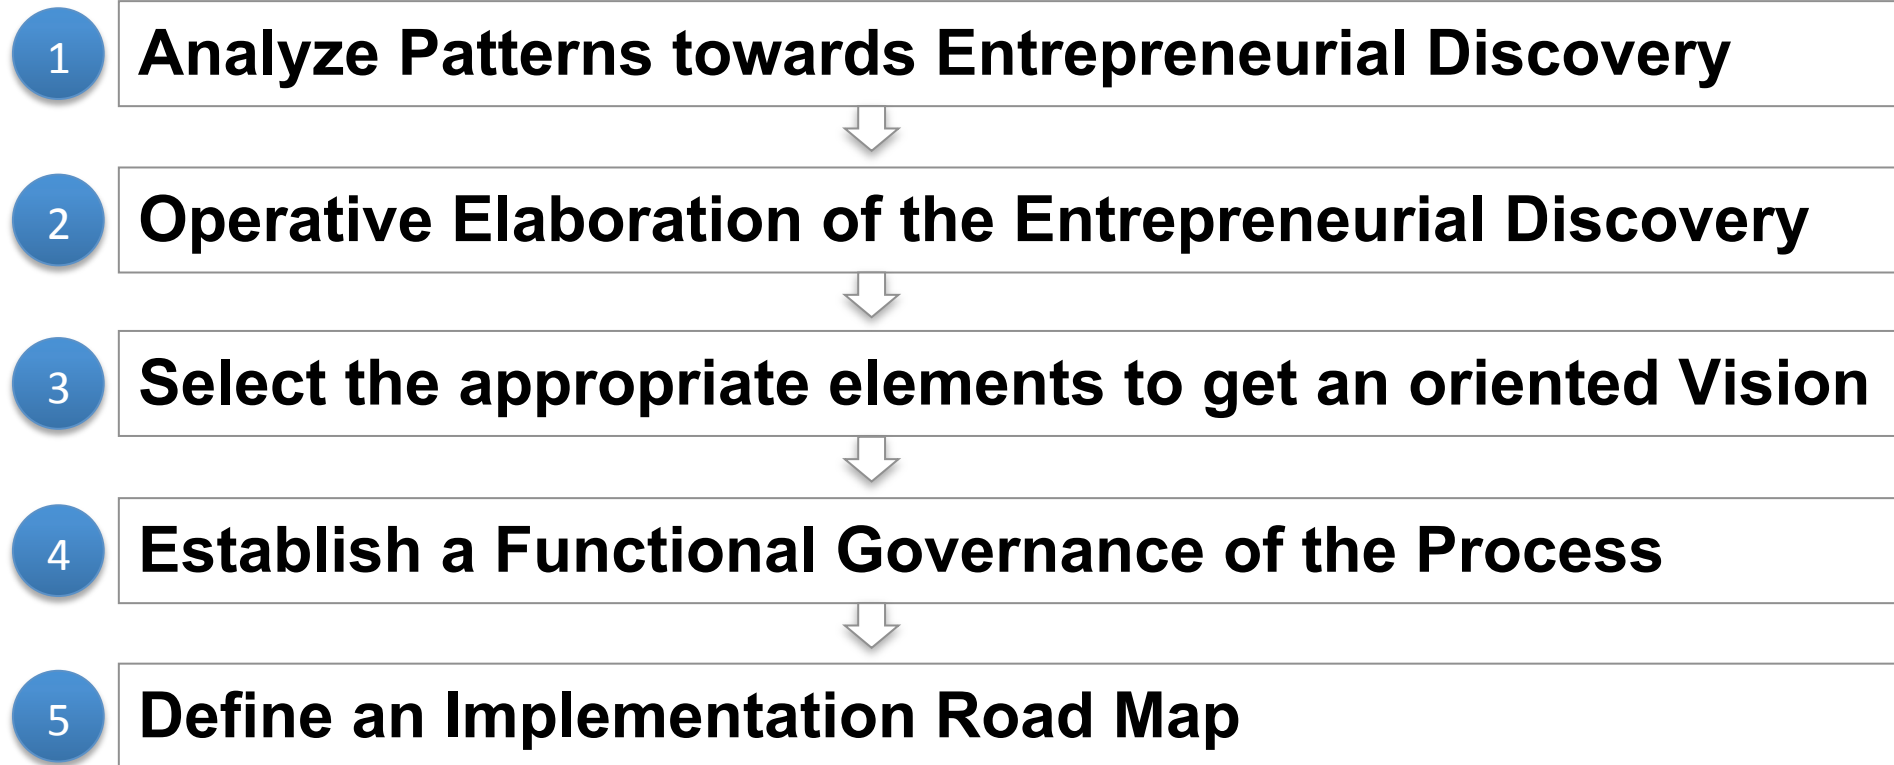 1 Analyze Patterns towards Entrepreneurial Discovery
2 Operative Elaboration of the Entrepreneurial Discovery
3 Select the appropriate elements to get an oriented Vision
4 Establish a Functional Governance of the Process
5 Define an Implementation Road Map